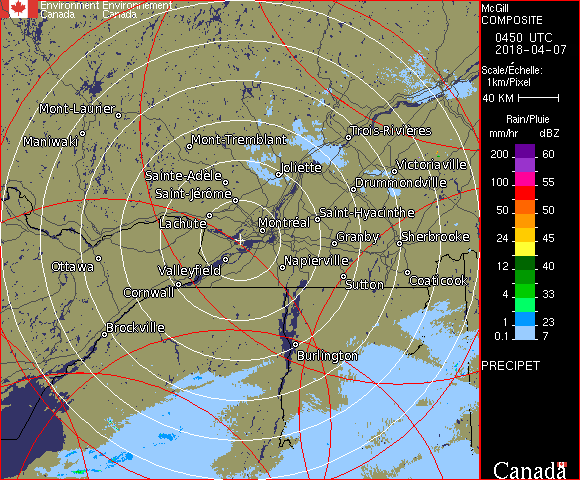 Environment Environnement
Canada Canada
McGill
COMPOSITE
0450 UTC
2018-04-07
Scale/Échelle:
1km/Pixel
40 KM
Rain/Pluie
mm/hr dBZ
200 60
100 55
50 50
24 45
12 40
4 33
1 23
0.1 7
PRECIPET
Canada
Mont-Laurier
Maniwaki
Mont-Tremblant
Trois-Rivières
Sainte-Adèle
Joliette
Victoriaville
Saint-Jérôme
Drummondville
Lachute
Montréal
Saint-Hyacinthe
Granby
Sherbrooke
Ottawa
Valleyfield
Napierville
Cornwall
Sutton
Coaticook
Brockville
Burlington